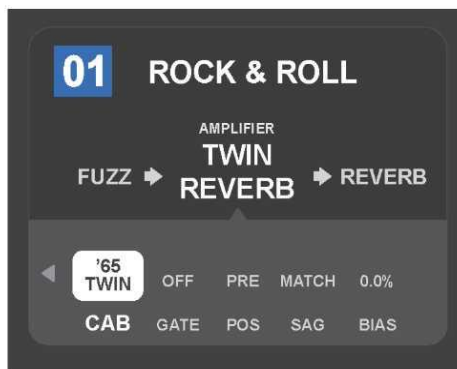 01 ROCK & ROLL
AMPLIFIER
TWIN
FUZZ REVERB REVERB
'65
TWIN OFF PRE MATCH 0.0%
CAB GATE POS SAG BIAS